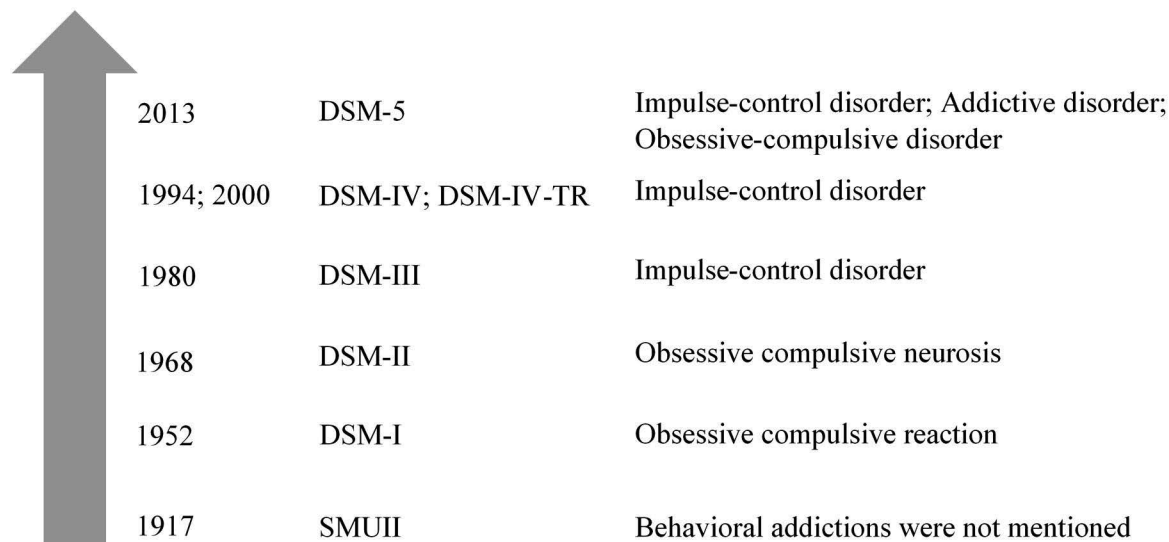 2013 DSM-5 Impulse-control disorder; Addictive disorder;
Obsessive-compulsive disorder
1994; 2000 DSM-IV; DSM-IV-TR Impulse-control disorder
1980 DSM-III Impulse-control disorder
1968 DSM-II Obsessive compulsive neurosis
1952 DSM-I Obsessive compulsive reaction
1917 SMUII Behavioral addictions were not mentioned